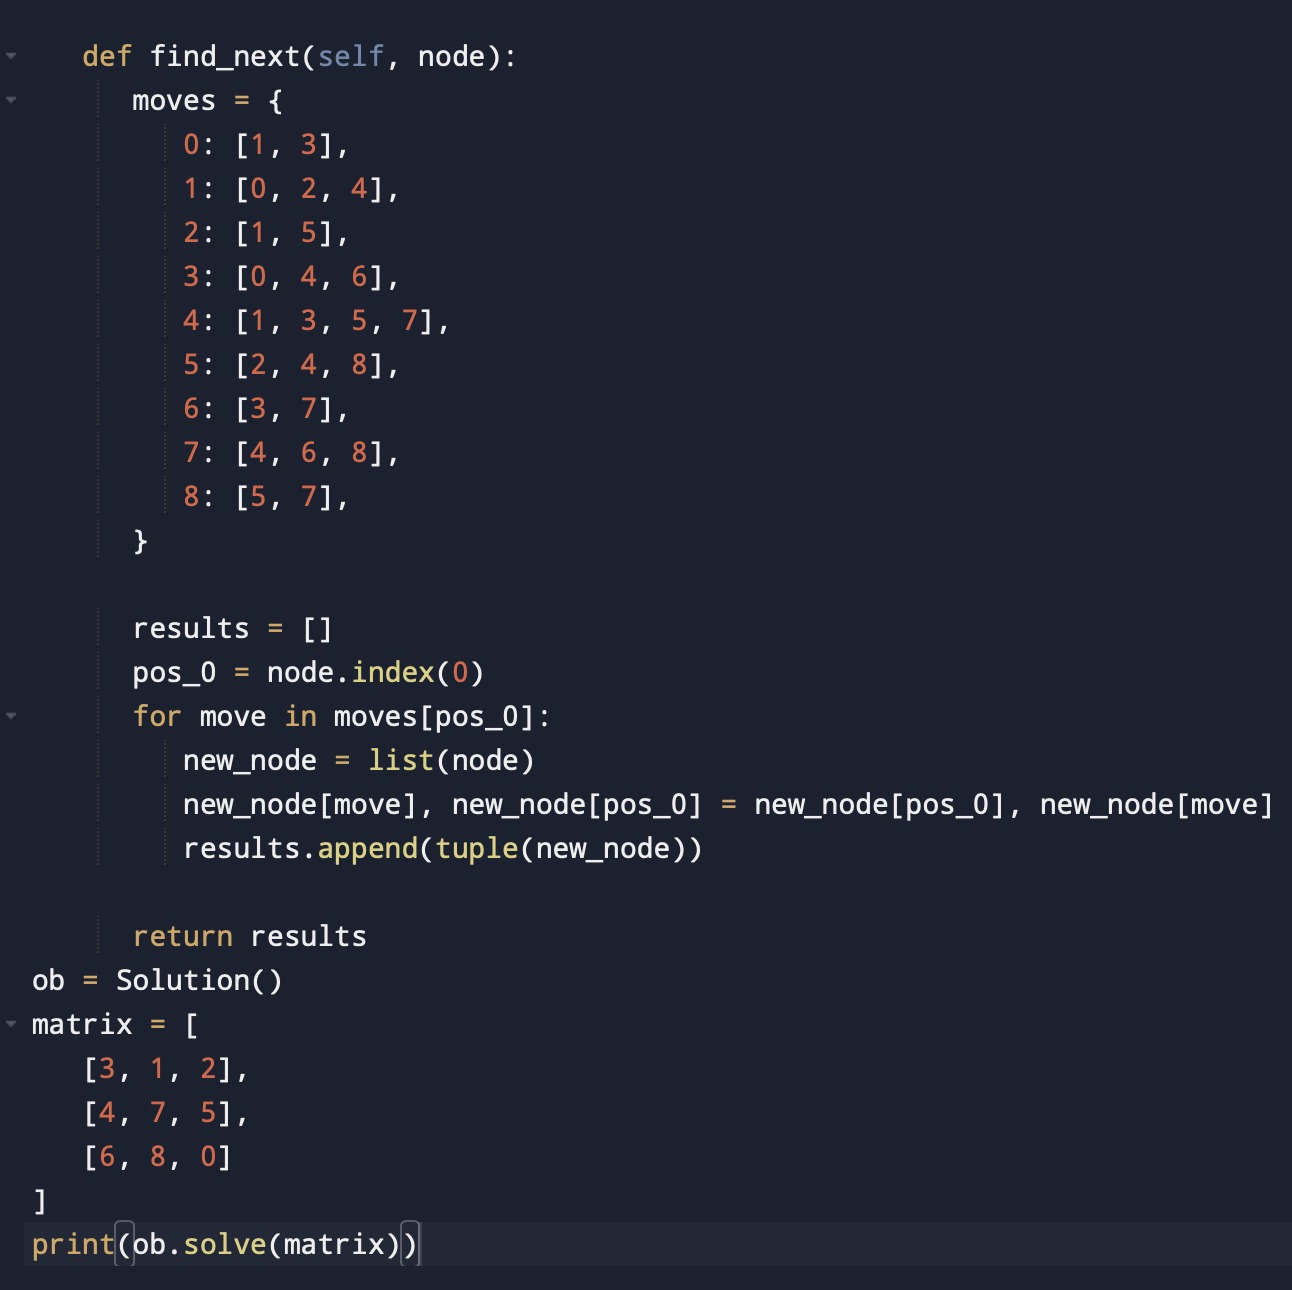 def find_next(self, node):
moves = {
0: [1, 3],
1: [0, 2, 4],
2: [1, 5],
3: [0, 4, 6],
4: [1, 3, 5, 7],
5: [2, 4, 8],
6: [3, 7],
7: [4, 6, 8],
8: [5, 7],
}
results = []
pos_0 = node.index(0)
for move in moves[pos_0]:
new_node = list(node)
new_node[move], new_node[pos_0] = new_node[pos_0], new_node[move]
results.append(tuple(new_node))
return results
ob = Solution()
matrix = [
[3, 1, 2],
[4, 7, 5],
[6, 8, 0]
]
print(ob.solve(matrix))